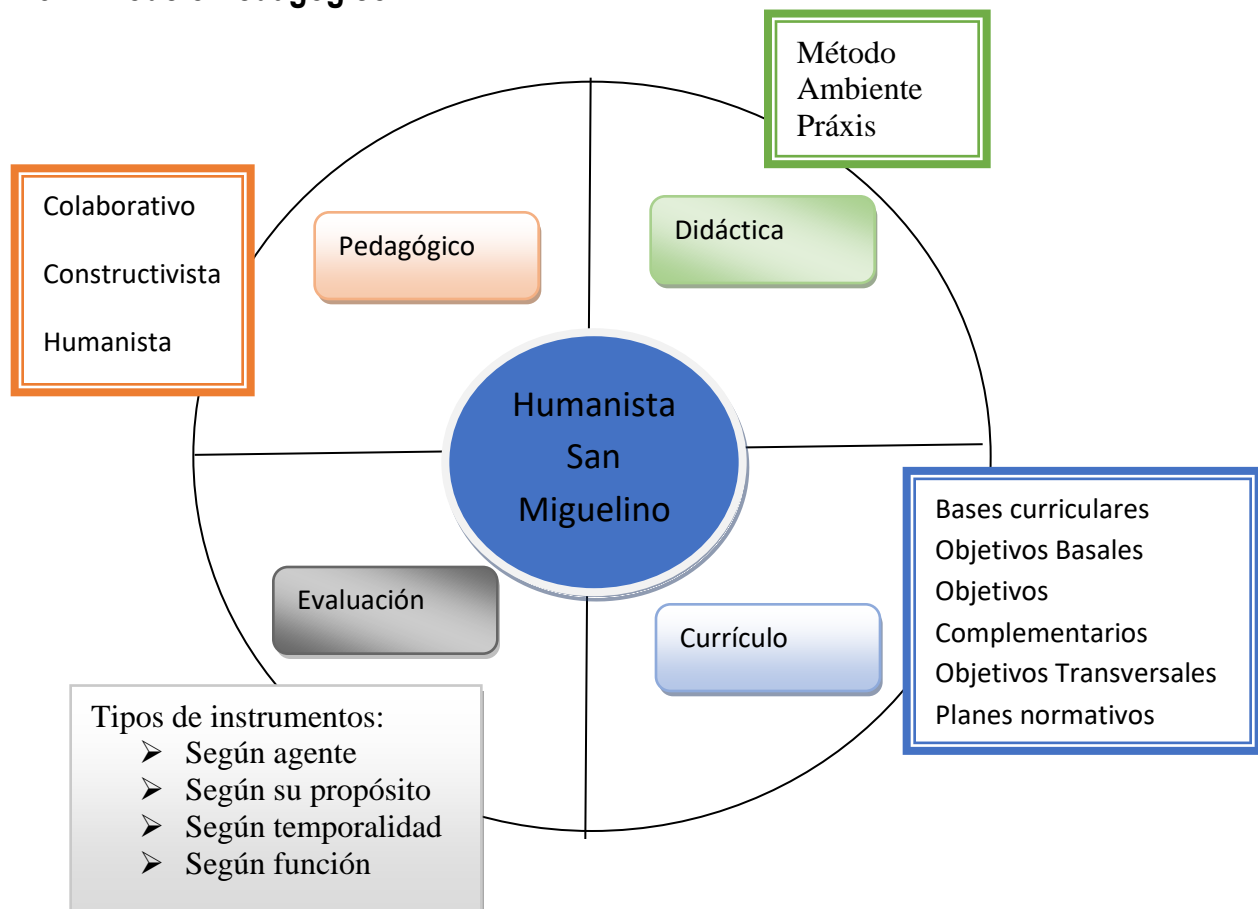 Método
Ambiente
Práxis
Colaborativo
Constructivista
Humanista
Pedagógico
Didáctica
Humanista
San
Miguelino
Bases curriculares
Objetivos Basales
Objetivos
Complementarios
Objetivos Transversales
Planes normativos
Evaluación
Currículo
Tipos de instrumentos:
➢ Según agente
➢ Según su propósito
➢ Según temporalidad
➢ Según función